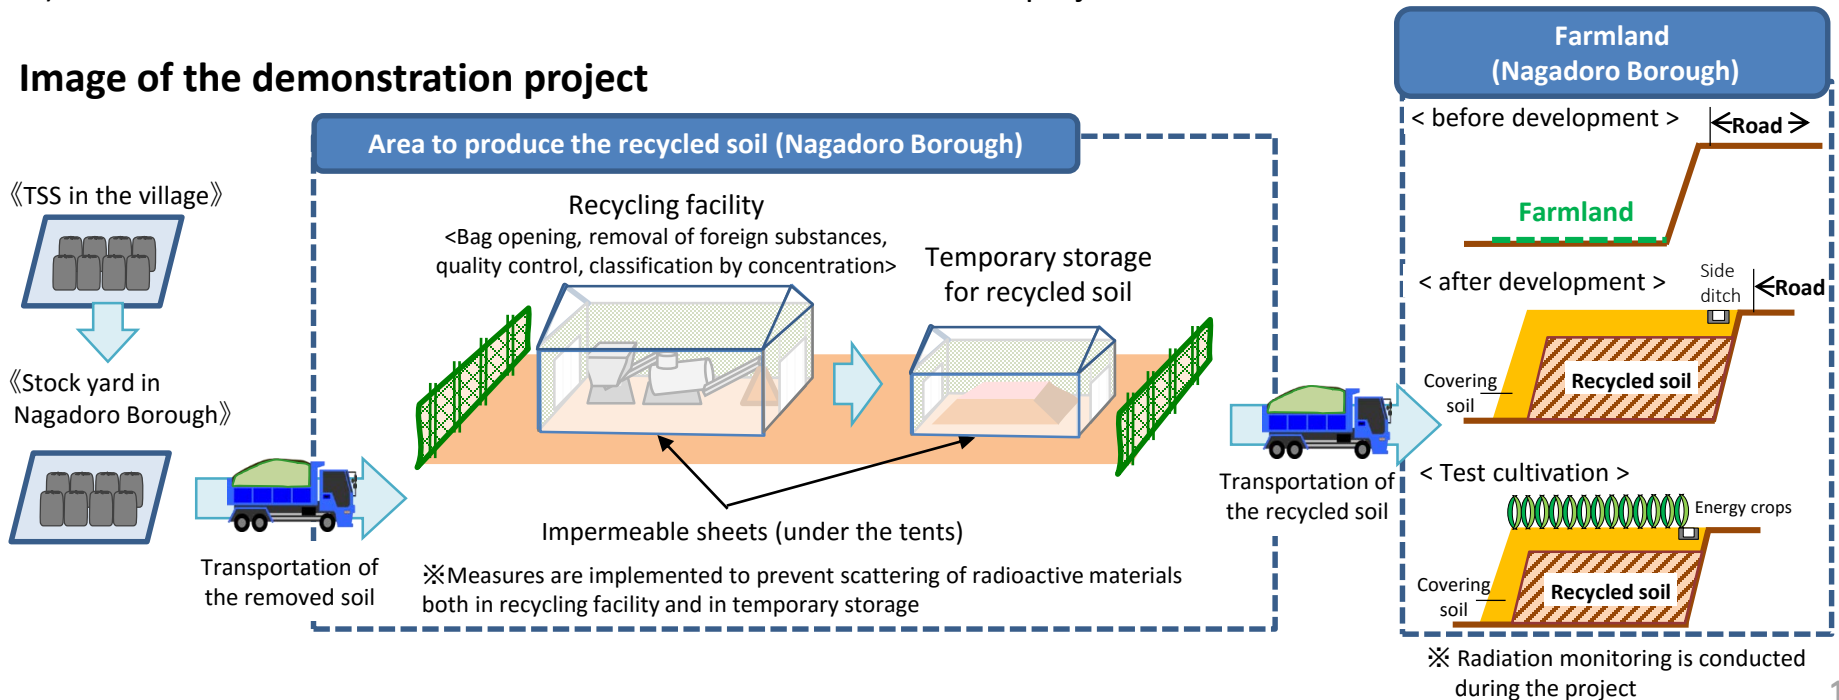 Image of the demonstration project
《TSS in the village》
《Stock yard in
Nagadoro Borough》
Transportation of
the removed soil
Area to produce the recycled soil (Nagadoro Borough)
Recycling facility
<Bag opening, removal of foreign substances,
quality control, classification by concentration>
Temporary storage
for recycled soil
Impermeable sheets (under the tents)
※Measures are implemented to prevent scattering of radioactive materials
both in recycling facility and in temporary storage
Transportation of
the recycled soil
Farmland
(Nagadoro Borough)
< before development >
Road
Farmland
< after development >
Side
ditch
Road
Covering
soil
Recycled soil
< Test cultivation >
Energy crops
Covering
soil
Recycled soil
※ Radiation monitoring is conducted
during the project